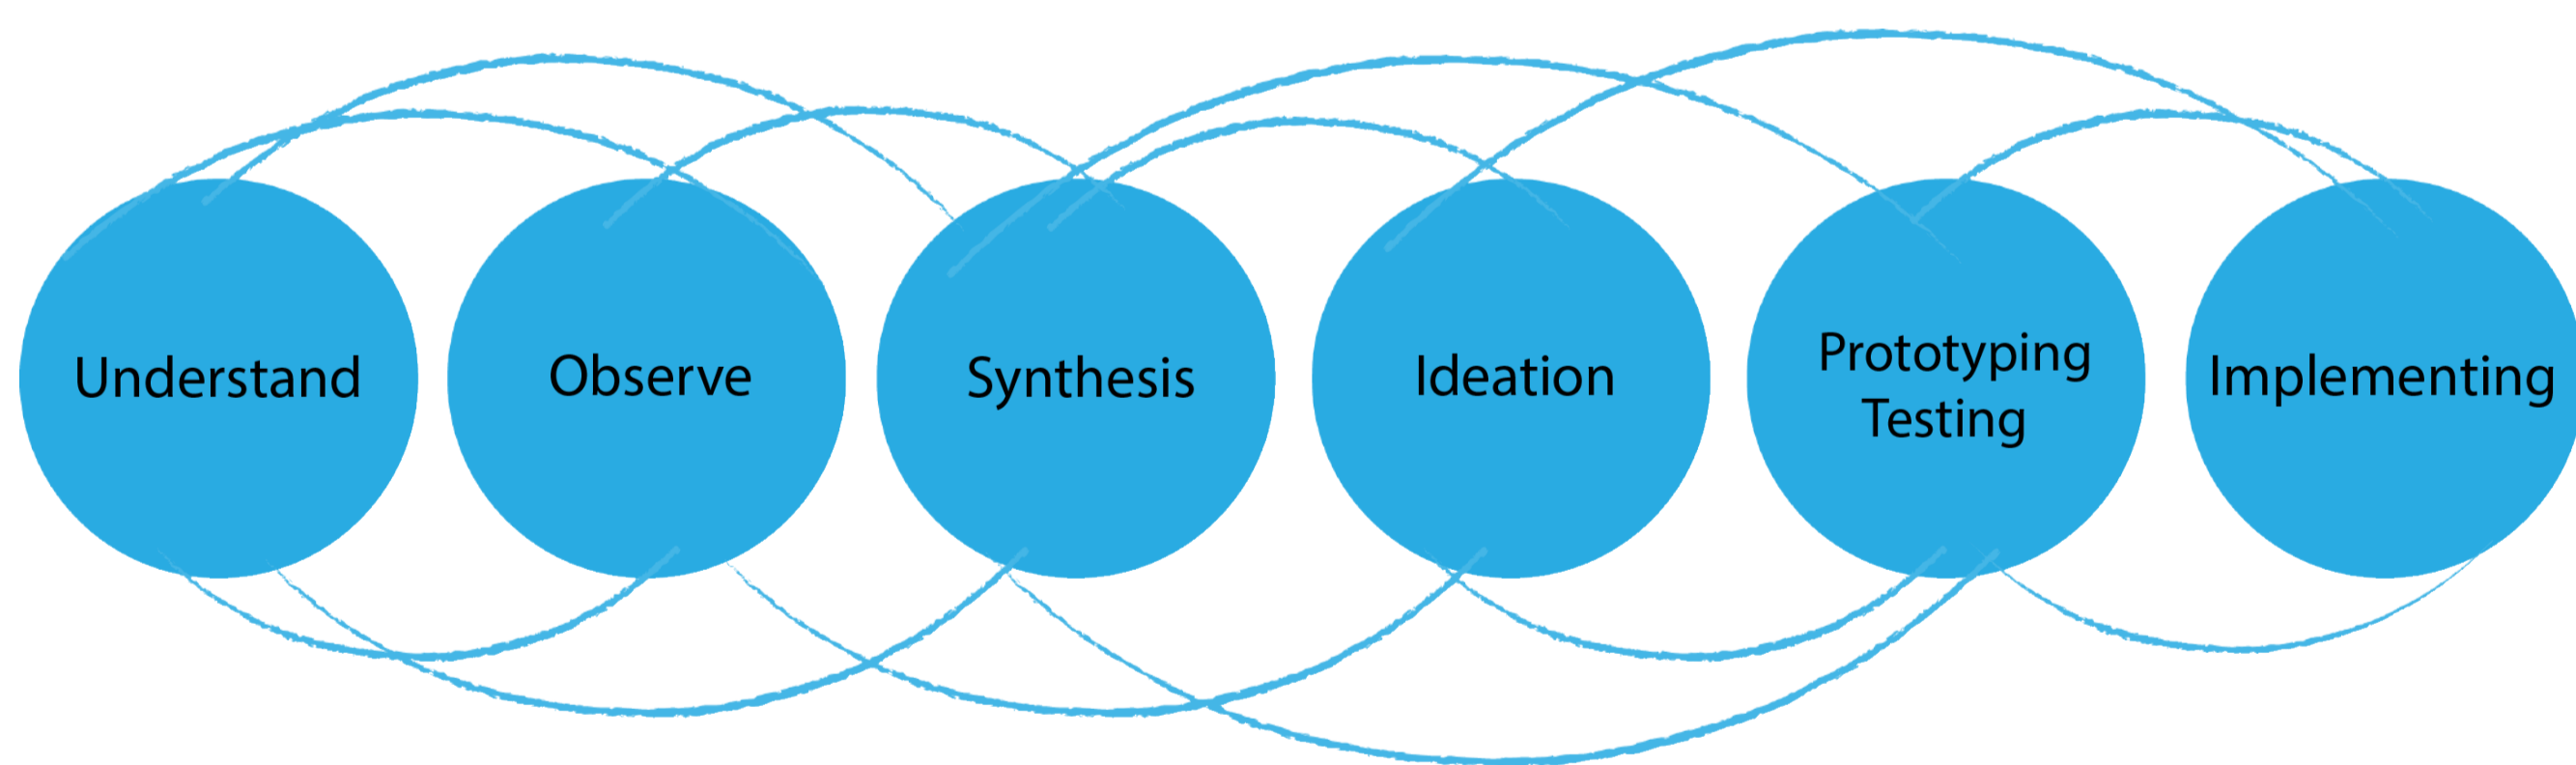 Understand
Observe
Synthesis
Ideation
Prototyping
Testing
Implementing